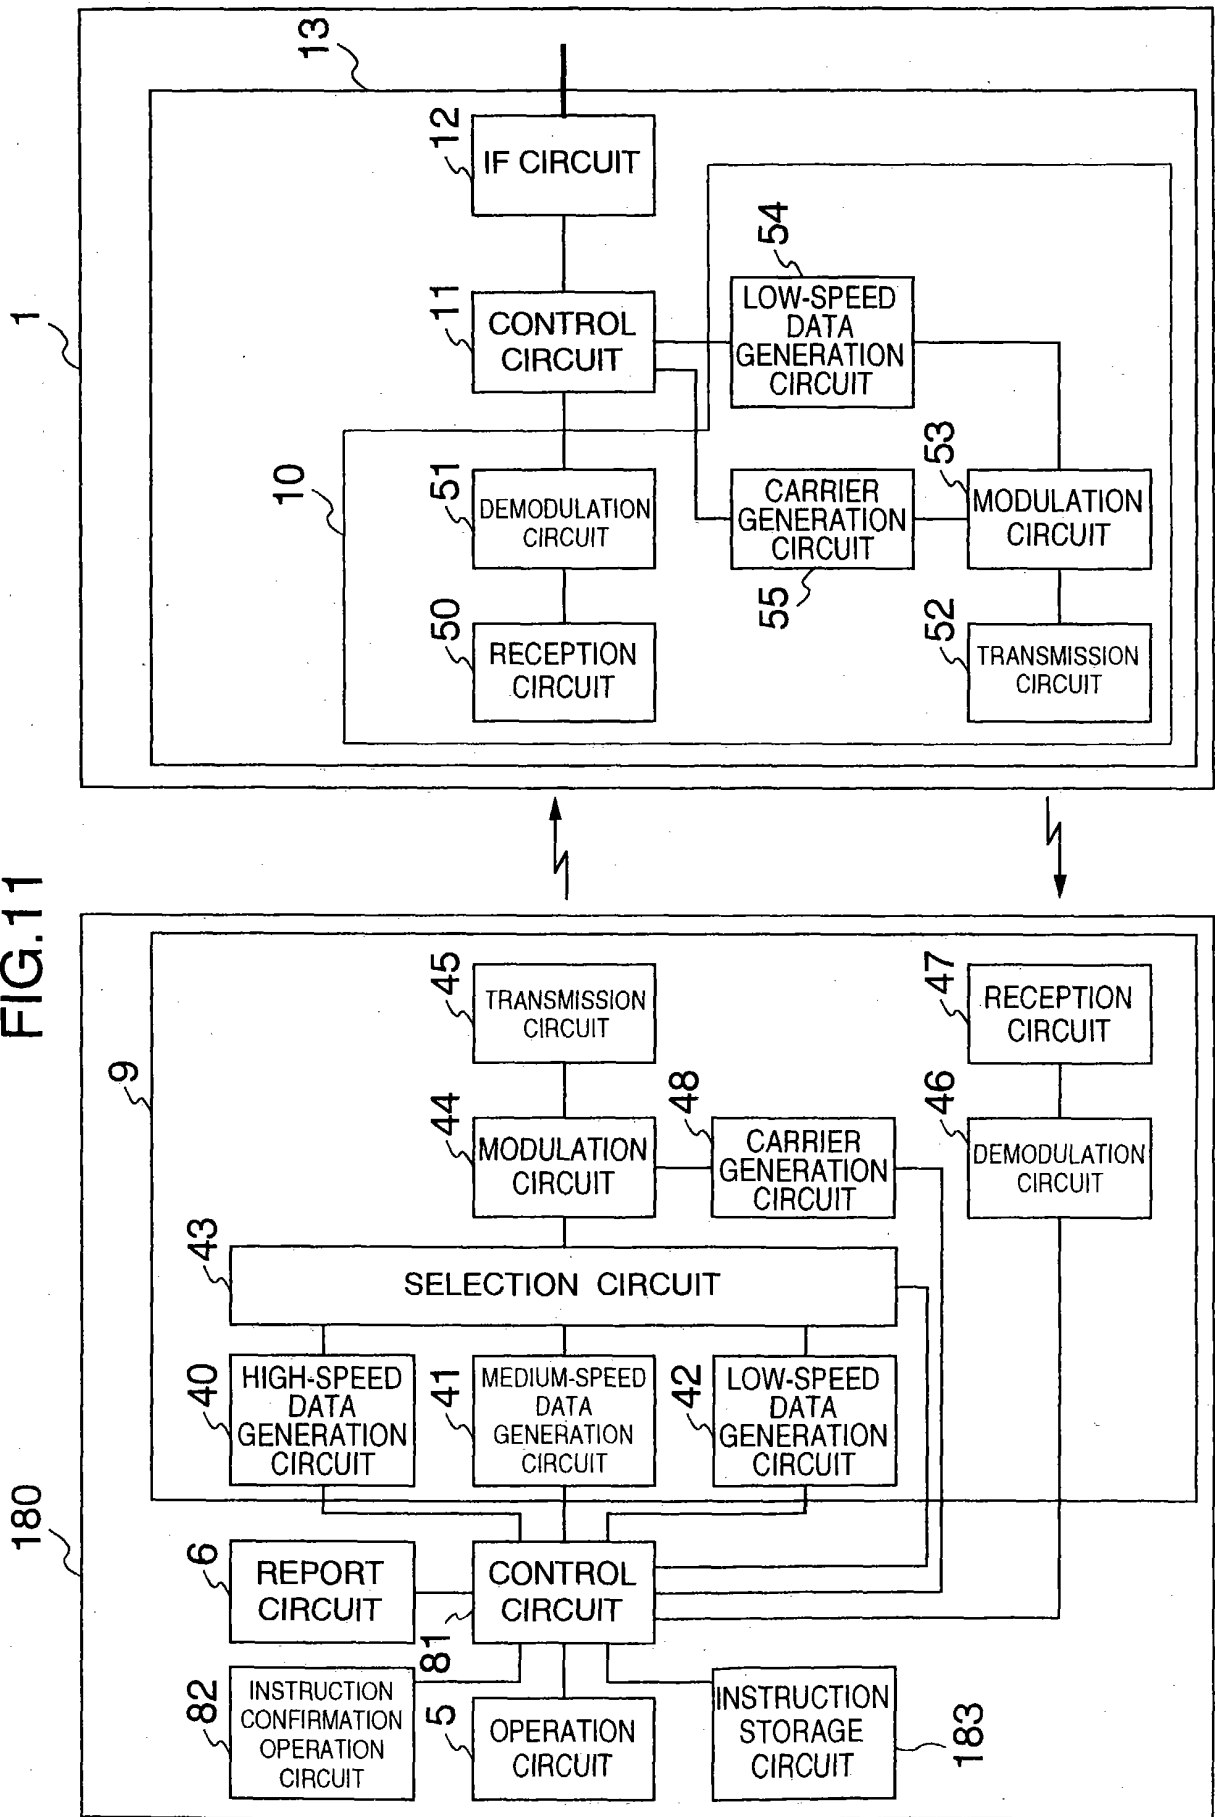 FIG.11
180
9
82
INSTRUCTION
CONFIRMATION
OPERATION
CIRCUIT
6
REPORT
CIRCUIT
5
OPERATION
CIRCUIT
81
CONTROL
CIRCUIT
INSTRUCTION
STORAGE
CIRCUIT
183
40
HIGH-SPEED
DATA
GENERATION
CIRCUIT
41
MEDIUM-SPEED
DATA
GENERATION
CIRCUIT
42
LOW-SPEED
DATA
GENERATION
CIRCUIT
43
SELECTION CIRCUIT
44
MODULATION
CIRCUIT
45
TRANSMISSION
CIRCUIT
48
CARRIER
GENERATION
CIRCUIT
46
DEMODULATION
CIRCUIT
47
RECEPTION
CIRCUIT
1
13
10
50
RECEPTION
CIRCUIT
51
DEMODULATION
CIRCUIT
11
CONTROL
CIRCUIT
12
IF CIRCUIT
55
CARRIER
GENERATION
CIRCUIT
54
LOW-SPEED
DATA
GENERATION
CIRCUIT
52
TRANSMISSION
CIRCUIT
53
MODULATION
CIRCUIT